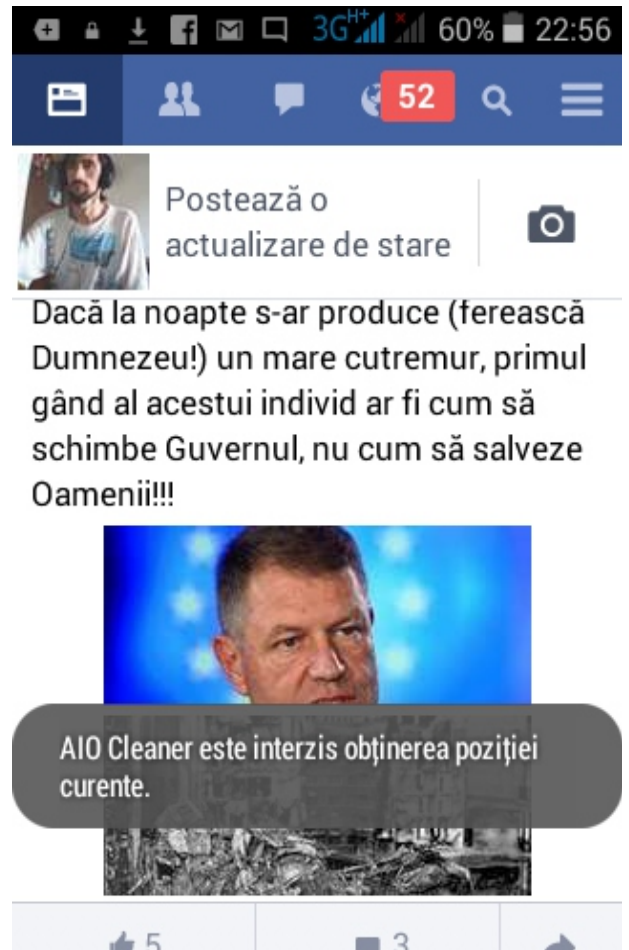 3G H+ 60% 22:56
52
Postează o
actualizare de stare
Dacă la noapte s-ar produce (ferească
Dumnezeu!) un mare cutremur, primul
gând al acestui individ ar fi cum să
schimbe Guvernul, nu cum să salveze
Oamenii!!!
AIO Cleaner este interzis obținerea poziției
curente.
5 3